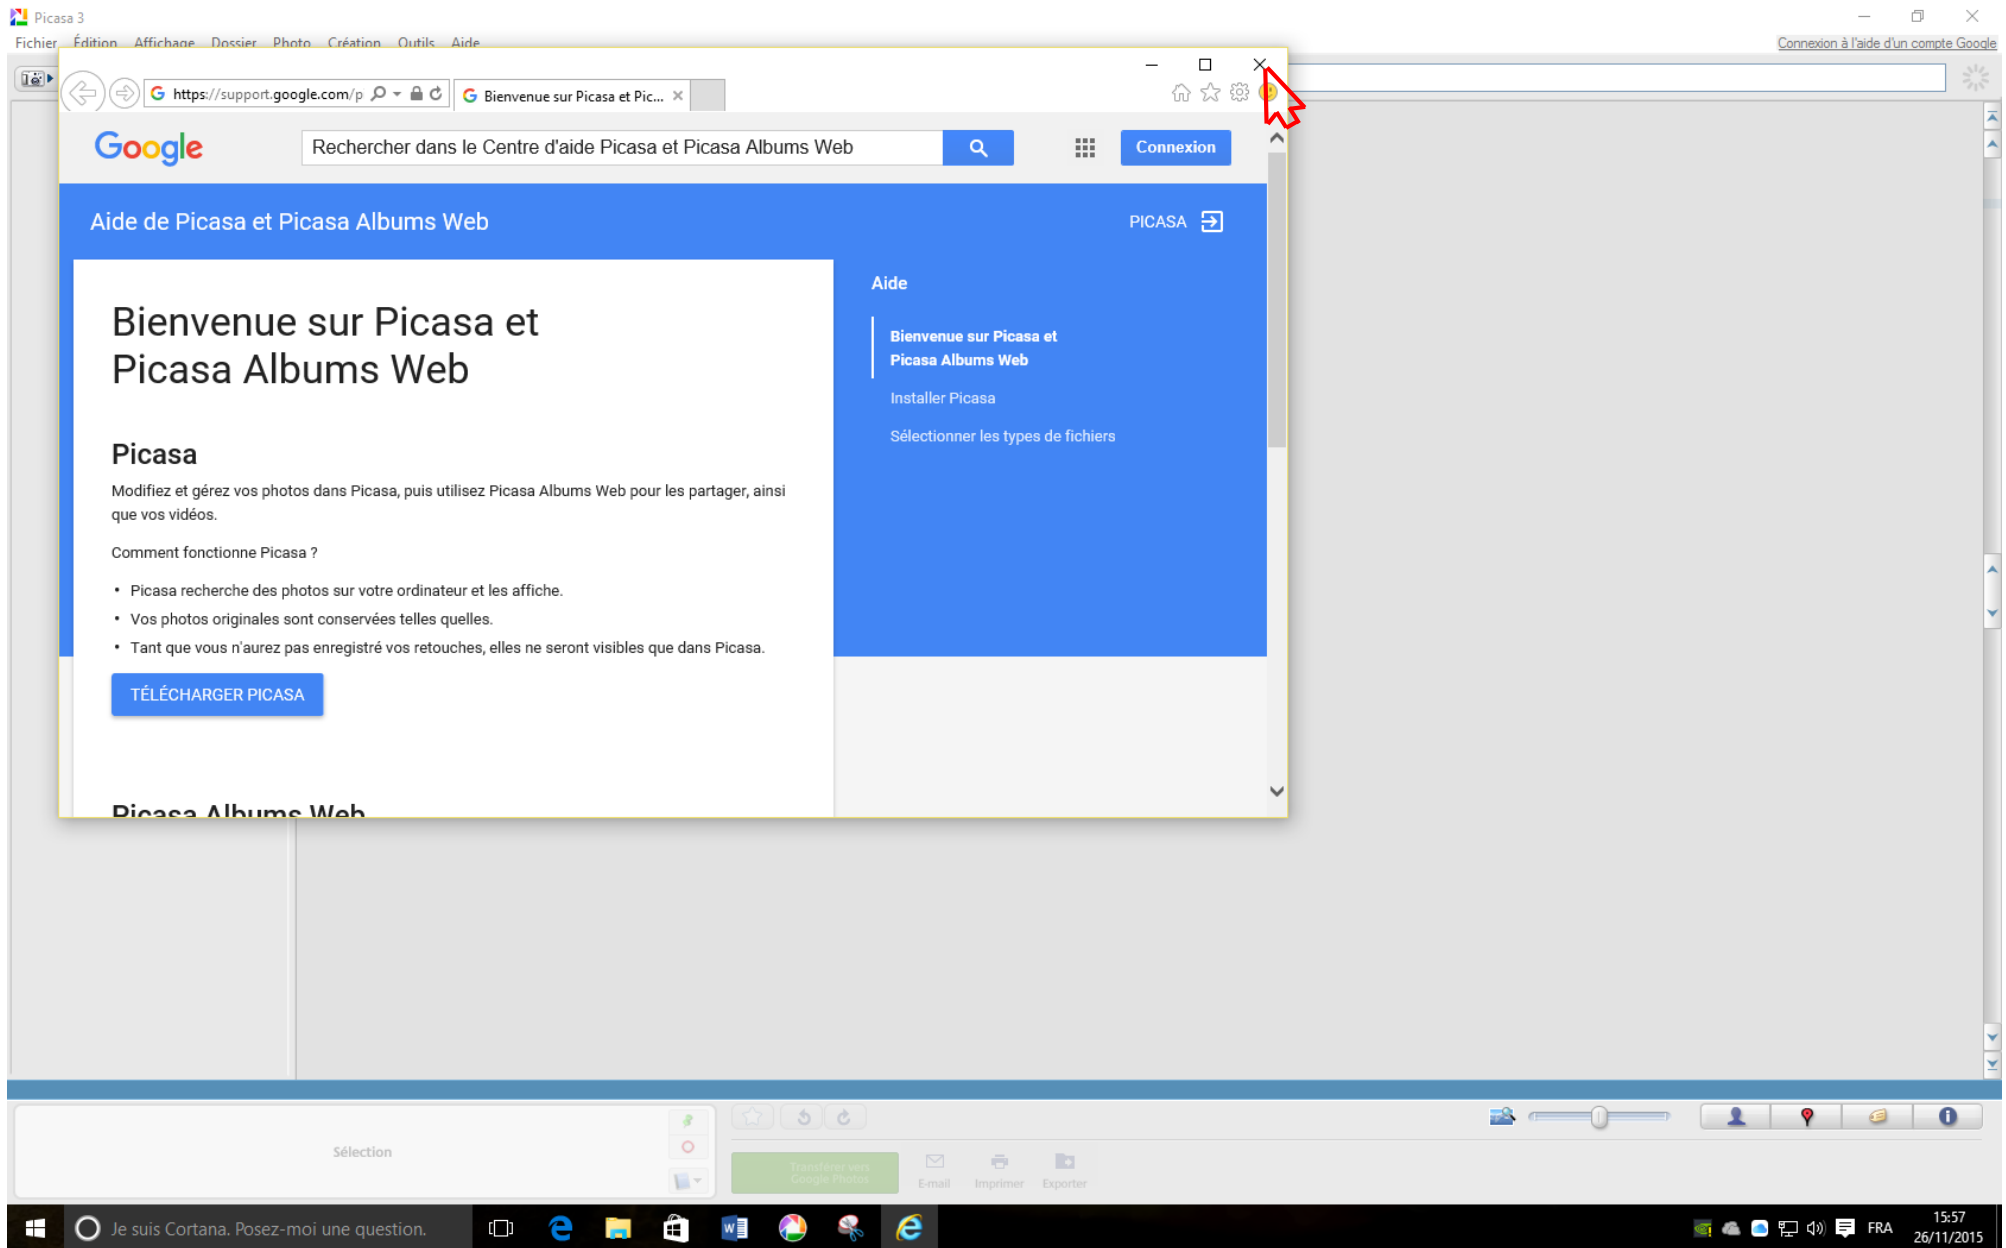 Picasa 3
Fichier Édition Affichage Dossier Photo Création Outils Aide
Connexion à l'aide d'un compte Google
https://support.google.com/p
Bienvenue sur Picasa et Pic...
Google
Rechercher dans le Centre d'aide Picasa et Picasa Albums Web
Connexion
Aide de Picasa et Picasa Albums Web
PICASA
Bienvenue sur Picasa et
Picasa Albums Web
Picasa
Modifiez et gérez vos photos dans Picasa, puis utilisez Picasa Albums Web pour les partager, ainsi
que vos vidéos.
Comment fonctionne Picasa ?
• Picasa recherche des photos sur votre ordinateur et les affiche.
• Vos photos originales sont conservées telles quelles.
• Tant que vous n'aurez pas enregistré vos retouches, elles ne seront visibles que dans Picasa.
TÉLÉCHARGER PICASA
Picasa Albums Web
Aide
Bienvenue sur Picasa et
Picasa Albums Web
Installer Picasa
Sélectionner les types de fichiers
Sélection
Transférer vers
Google Photos
E-mail Imprimer Exporter
Je suis Cortana. Posez-moi une question.
FRA
15:57
26/11/2015